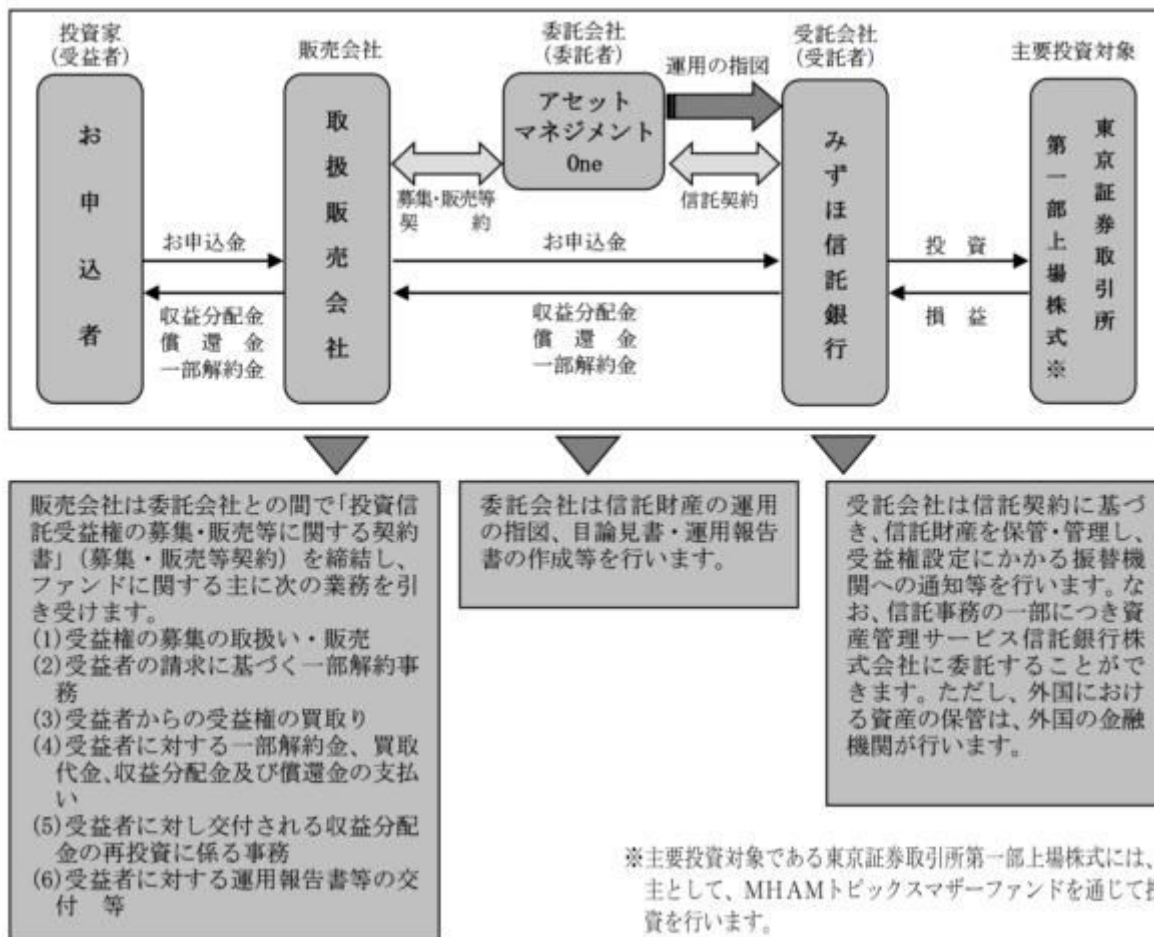 投資家
(受益者)
販売会社
委託会社
(委託者)
受託会社
(受託者)
主要投資対象
お申込者
取扱販売会社
アセット
マネジメント
One
運用の指図
みずほ信託銀行
東京証券取引所
第一部上場株式※
募集・販売等
契約
信託契約
お申込金
お申込金
投資
収益分配金
償還金
一部解約金
収益分配金
償還金
一部解約金
損益
販売会社は委託会社との間で「投資信
託受益権の募集・販売等に関する契約
書」(募集・販売等契約)を締結し、
ファンドに関する主に次の業務を引
き受けます。
(1)受益権の募集の取扱い・販売
(2)受益者の請求に基づく一部解約事
務
(3)受益者からの受益権の買取り
(4)受益者に対する一部解約金、買取
代金、収益分配金及び償還金の支払
い
(5)受益者に対し交付される収益分配
金の再投資に係る事務
(6)受益者に対する運用報告書等の交
付 等
委託会社は信託財産の運用
の指図、目論見書・運用報告
書の作成等を行います。
受託会社は信託契約に基づ
き、信託財産を保管・管理し、
受益権設定にかかる振替機
関への通知等を行います。な
お、信託事務の一部につき資
産管理サービス信託銀行株
式会社に委託することがで
きます。ただし、外国におけ
る資産の保管は、外国の金融
機関が行います。
※主要投資対象である東京証券取引所第一部上場株式には、
主として、MHAMトピックスマザーファンドを通じて
資を行います。